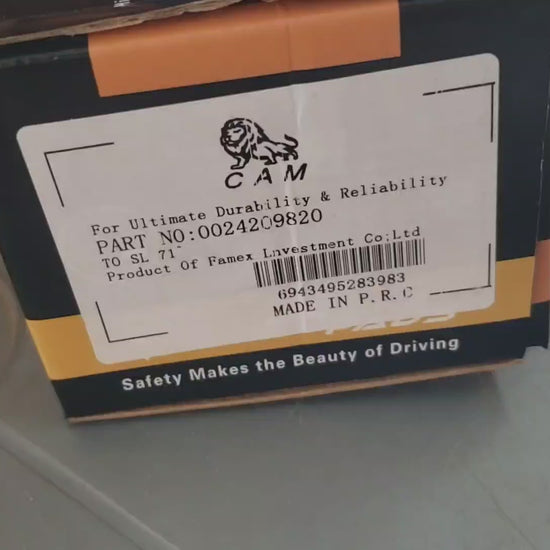 CAM
For Ultimate Durability & Reliability
PART NO:0024209820
TO SL 71
Product Of Famex Investment Co;Ltd
6943495283983
MADE IN P.R.C
Safety Makes the Beauty of Driving